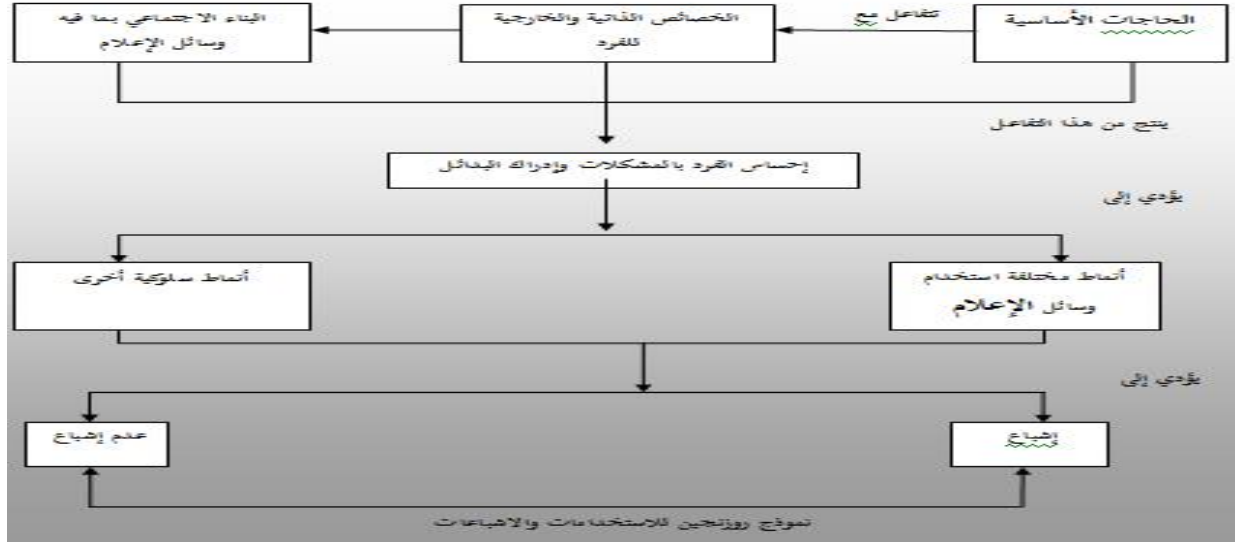 الحاجات الأساسية
تتفاعل مع
الخصائص الذاتية والخارجية
للفرد
البناء الاجتماعي بما فيه
وسائل الإعلام
ينتج من هذا التفاعل
إحساس الفرد بالمشكلات وإدراك البدائل
يؤدي إلى
أنماط مختلفة استخدام
وسائل الإعلام
أنماط سلوكية أخرى
يؤدي إلى
إشباع
عدم إشباع
نموذج روزنجين للاستخدامات والاشباعات